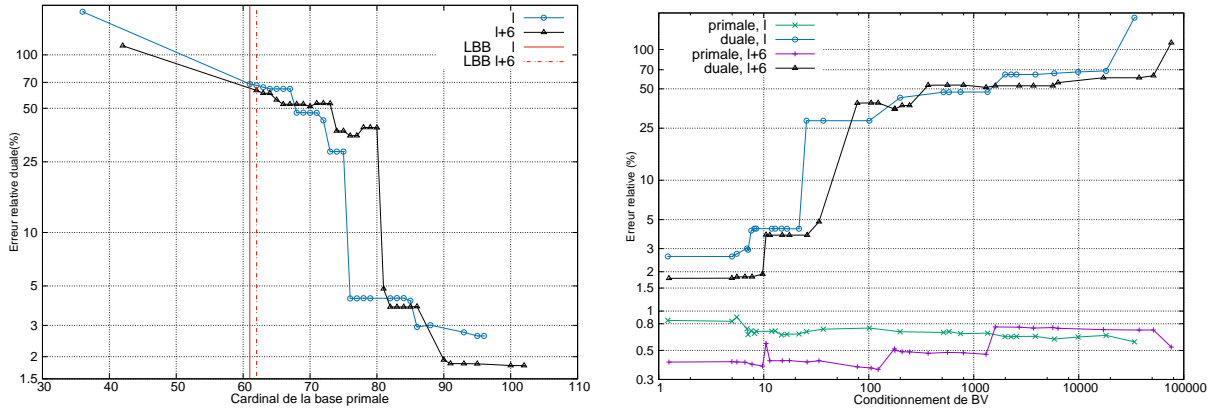 l
l+6
LBB l
LBB l+6
100
70
50
25
10
5
3
2
1.5
30 40 50 60 70 80 90 100 110
Erreur relative duale(%)
Cardinal de la base primale
primale, l
duale, l
primale, l+6
duale, l+6
100
70
50
25
10
5
3
2
1.5
1
0.8
0.5
0.3
1 10 100 1000 10000 100000
Erreur relative (%)
Conditionnement de BV